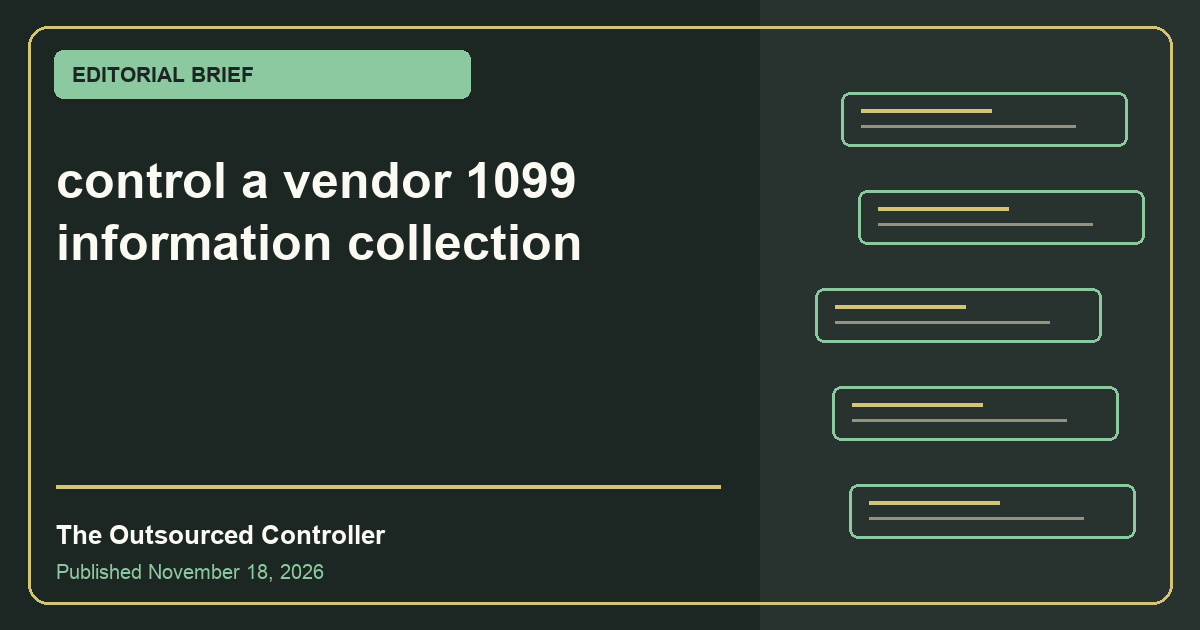 EDITORIAL BRIEF
control a vendor 1099
information collection
The Outsourced Controller
Published November 18, 2026